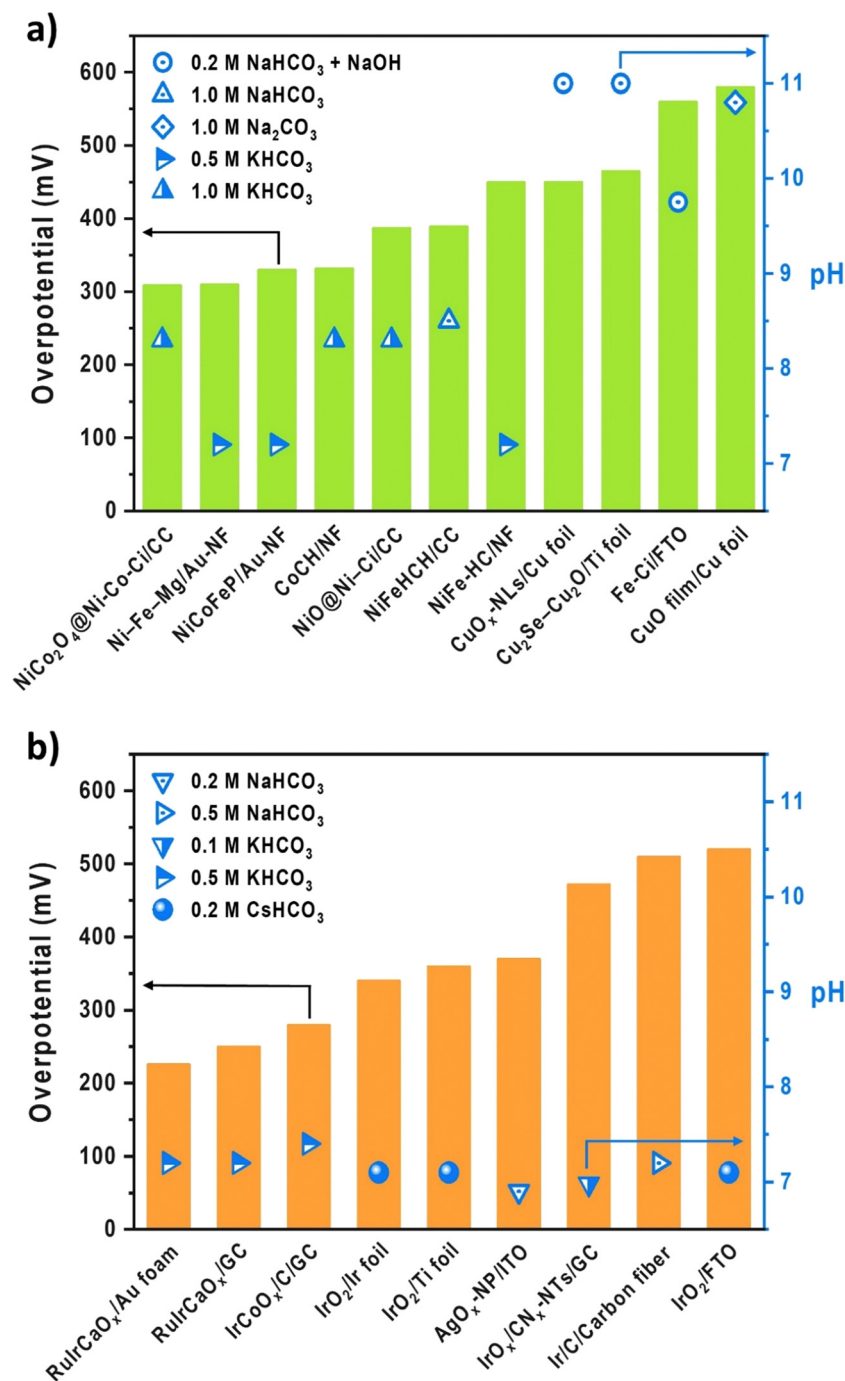 a)
0.2 M NaHCO₃ + NaOH
1.0 M NaHCO₃
1.0 M Na₂CO₃
0.5 M KHCO₃
1.0 M KHCO₃
Overpotential (mV)
600
500
400
300
200
100
0
11
10
9
8
7
pH
NiCo₂O₄@Ni-Co-Ci/CC
Ni–Fe–Mg/Au-NF
NiCoFeP/Au-NF
CoCH/NF
NiO@Ni–Ci/CC
NiFeHCH/CC
NiFe-HC/NF
CuOₓ-NLs/Cu foil
Cu₂Se–Cu₂O/Ti foil
Fe-Ci/FTO
CuO film/Cu foil
b)
0.2 M NaHCO₃
0.5 M NaHCO₃
0.1 M KHCO₃
0.5 M KHCO₃
0.2 M CsHCO₃
Overpotential (mV)
600
500
400
300
200
100
0
11
10
9
8
7
pH
RuIrCaOₓ/Au foam
RuIrCaOₓ/GC
IrCoOₓ/C/GC
IrO₂/Ir foil
IrO₂/Ti foil
AgOₓ-NP/ITO
IrOₓ/CNₓ-NTs/GC
Ir/C/Carbon fiber
IrO₂/FTO